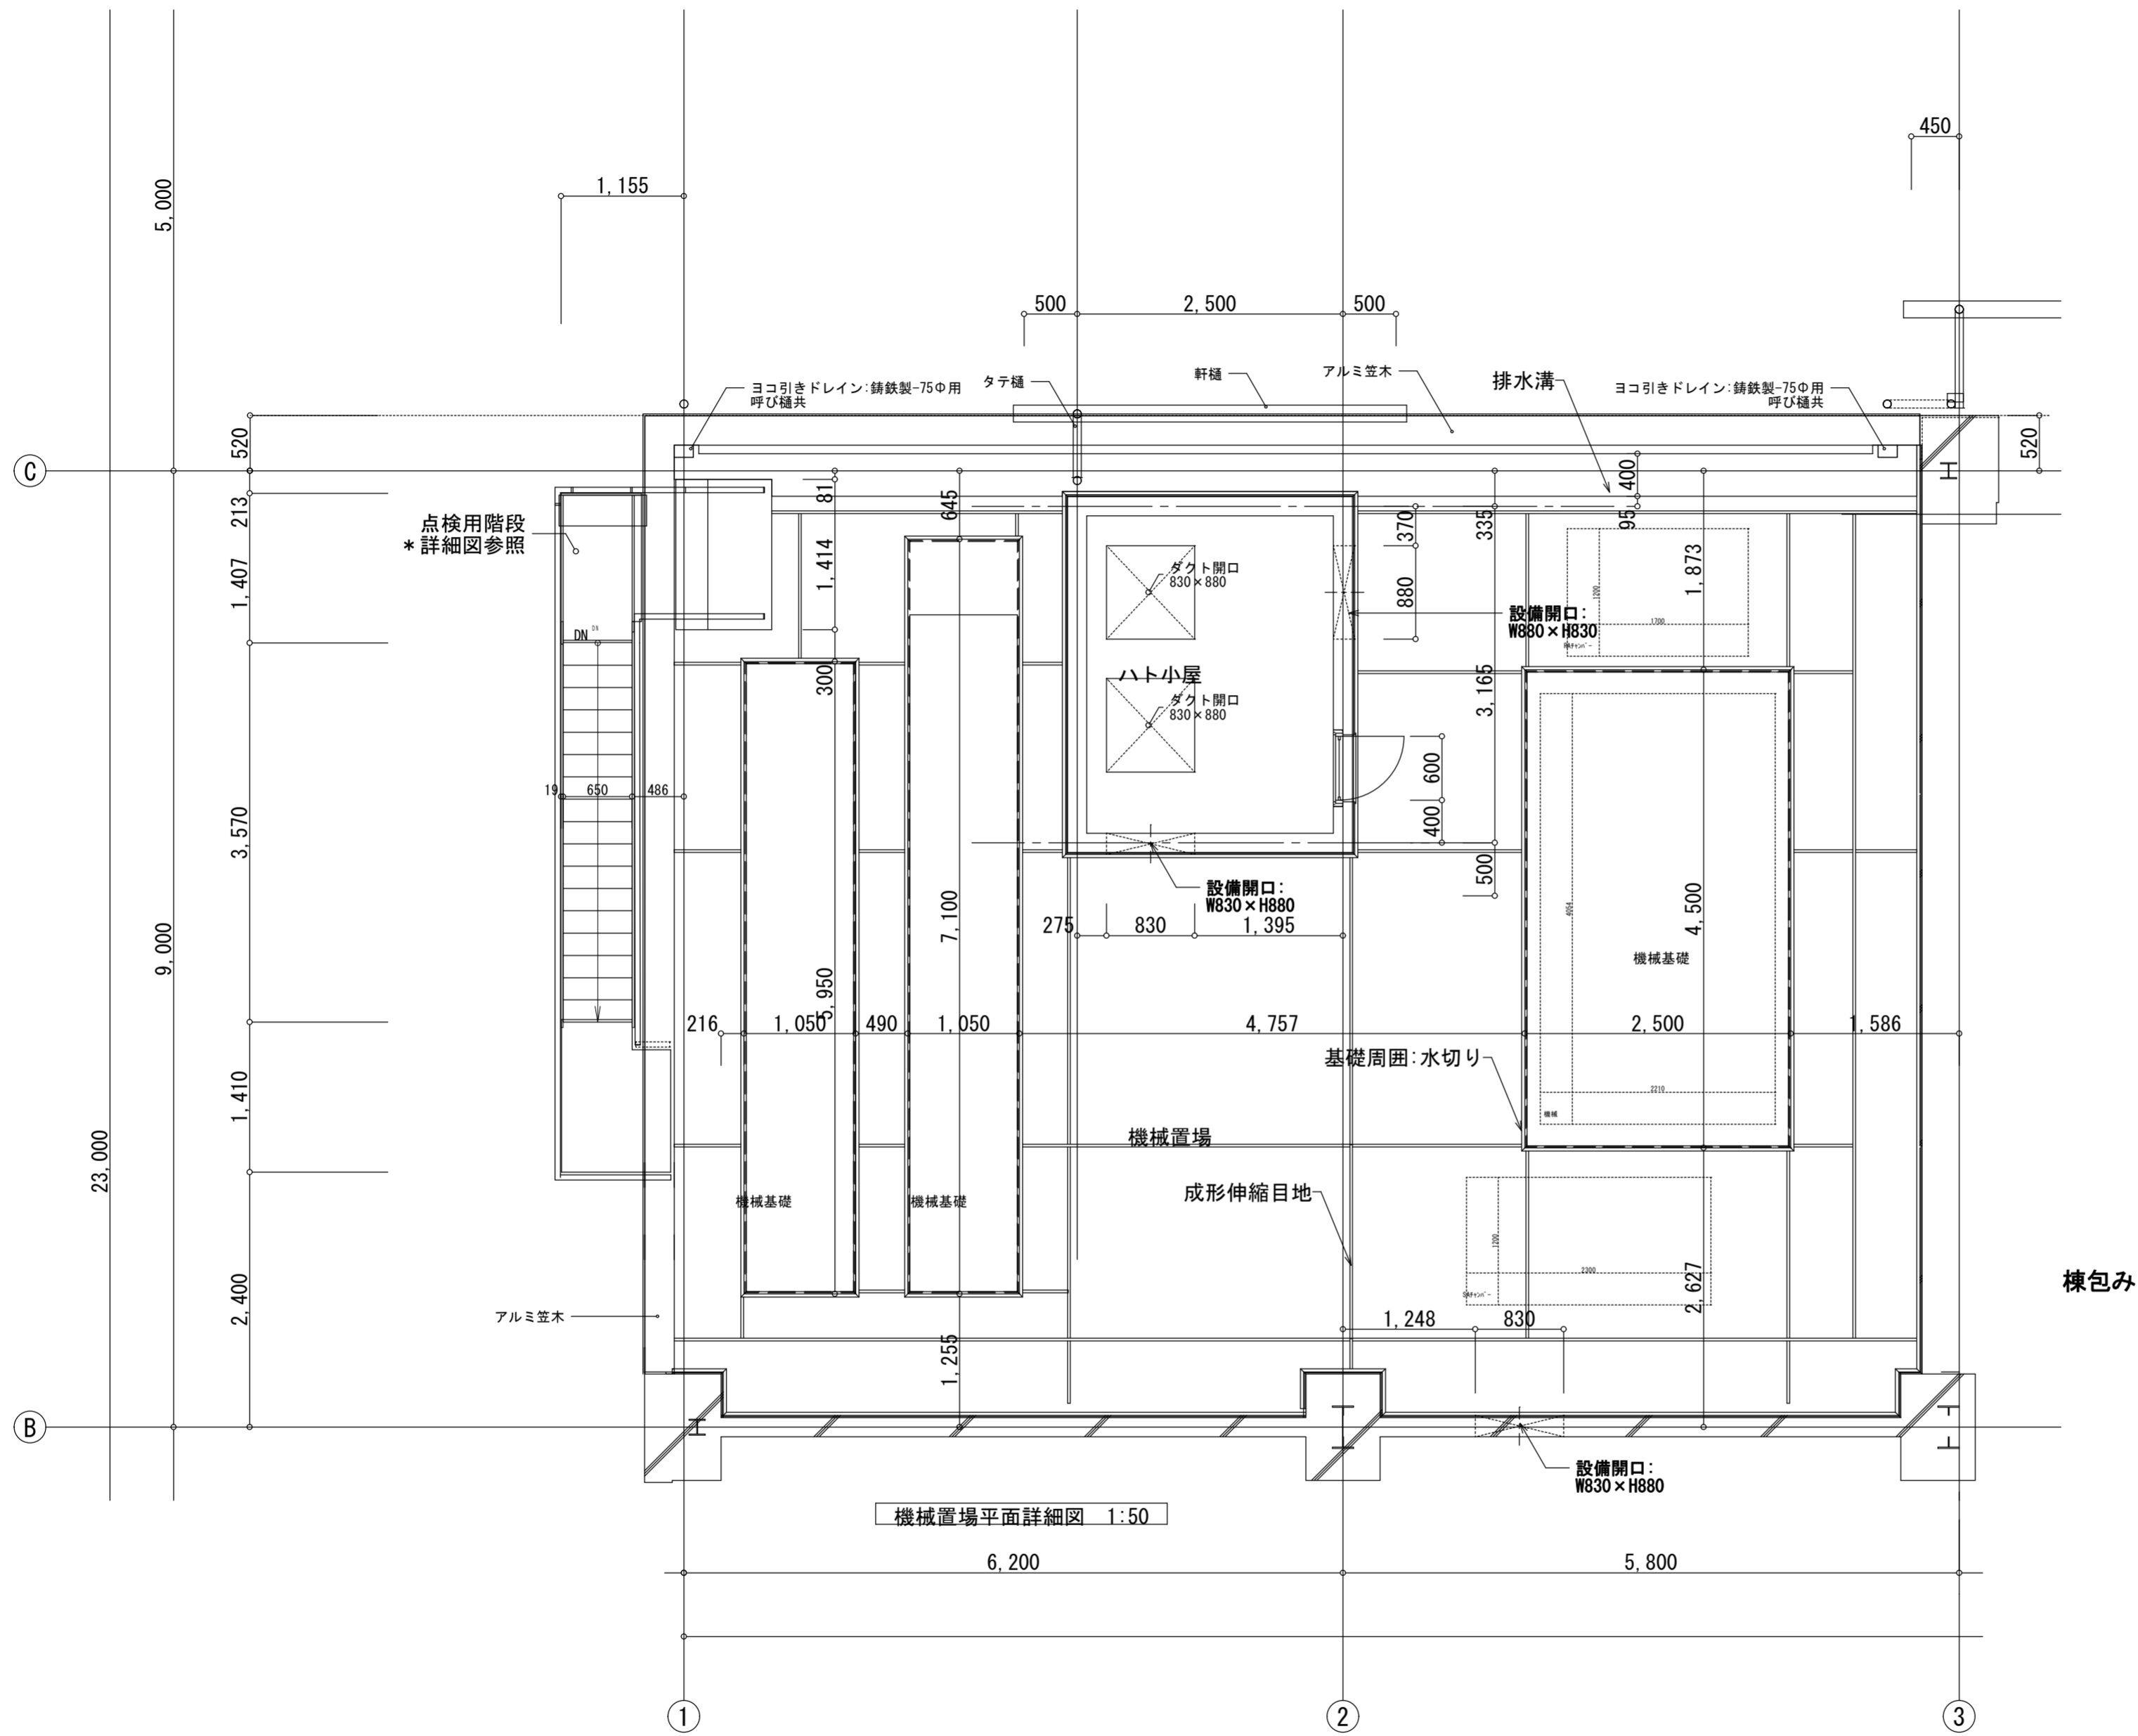 450
1,155
5,000
500
2,500
500
ヨコ引きドレイン:鋳鉄製-75Φ用
呼び樋共
タテ樋
軒樋
アルミ笠木
排水溝
ヨコ引きドレイン:鋳鉄製-75Φ用
呼び樋共
520
520
C
213
81
645
400
95
335
370
点検用階段
*詳細図参照
1,407
1,414
880
1,873
ダクト開口
830×880
1200
1700
設備開口:
W880×H830
DN
DN
300
ハト小屋
ダクト開口
830×880
3,165
600
400
19
650
486
3,570
500
設備開口:
W830×H880
7,100
4,500
4054
275
830
1,395
9,000
機械基礎
5,950
216
1,050
490
1,050
4,757
2,500
1,586
基礎周囲:水切り
2210
機械
1,410
23,000
機械置場
成形伸縮目地
機械基礎
機械基礎
1200
2300
2,627
棟包み
2,400
アルミ笠木
1,248
830
1,255
B
設備開口:
W830×H880
機械置場平面詳細図 1:50
6,200
5,800
1
2
3